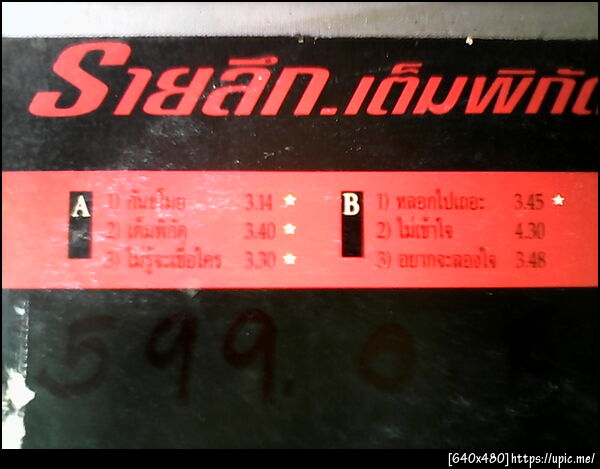 รายลึก..เต็มพิกัด
A 1) กันขโมย 3.14
2) เต็มพิกัด 3.40
3) ไม่รู้จะเชื่อใคร 3.30
B 1) หลอกไปเถอะ 3.45
2) ไม่เข้าใจ 4.30
3) อยากจะลองใจ 3.48
599. 0
[640x480]https://upic.me/